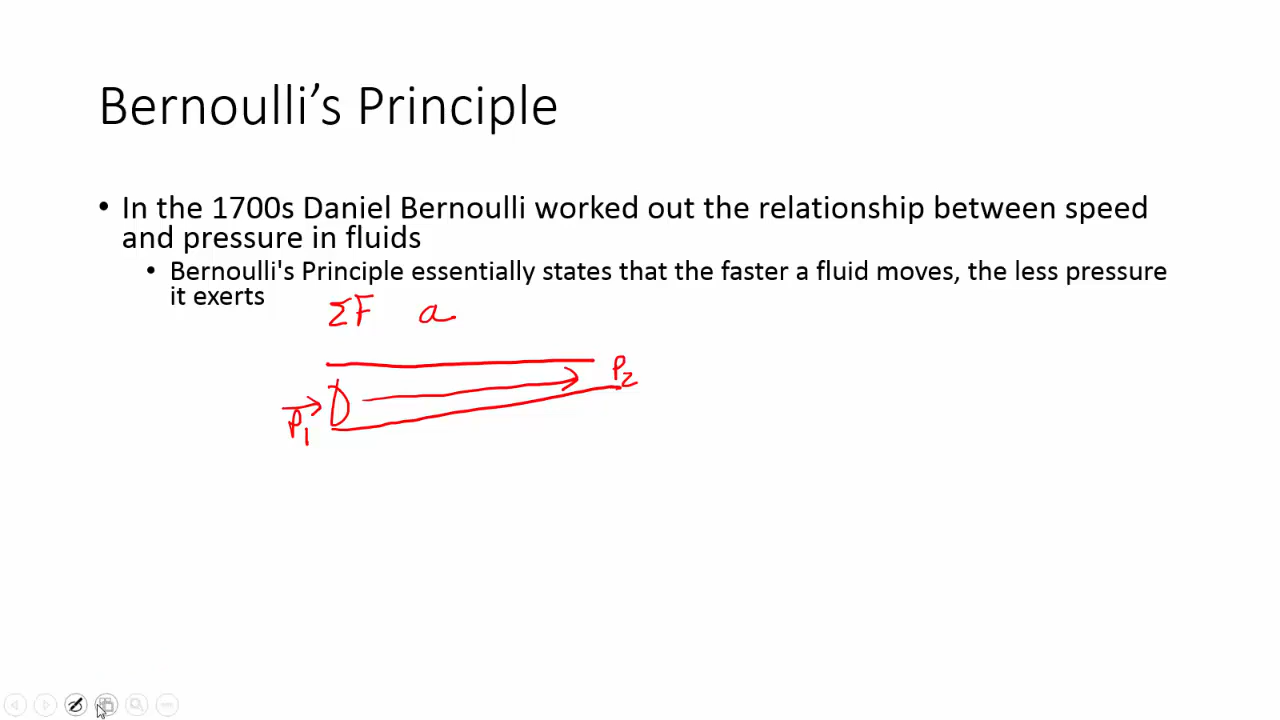 Bernoulli’s Principle
• In the 1700s Daniel Bernoulli worked out the relationship between speed
and pressure in fluids
• Bernoulli's Principle essentially states that the faster a fluid moves, the less pressure
it exerts
ΣF a
P₂
P₁